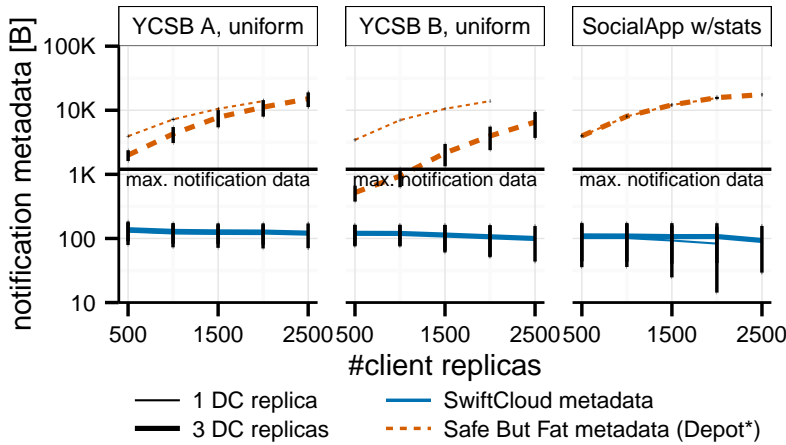 YCSB A, uniform
YCSB B, uniform
SocialApp w/stats
notification metadata [B]
100K
10K
1K
100
10
max. notification data
max. notification data
max. notification data
500 1500 2500
500 1500 2500
500 1500 2500
#client replicas
1 DC replica
3 DC replicas
SwiftCloud metadata
Safe But Fat metadata (Depot*)